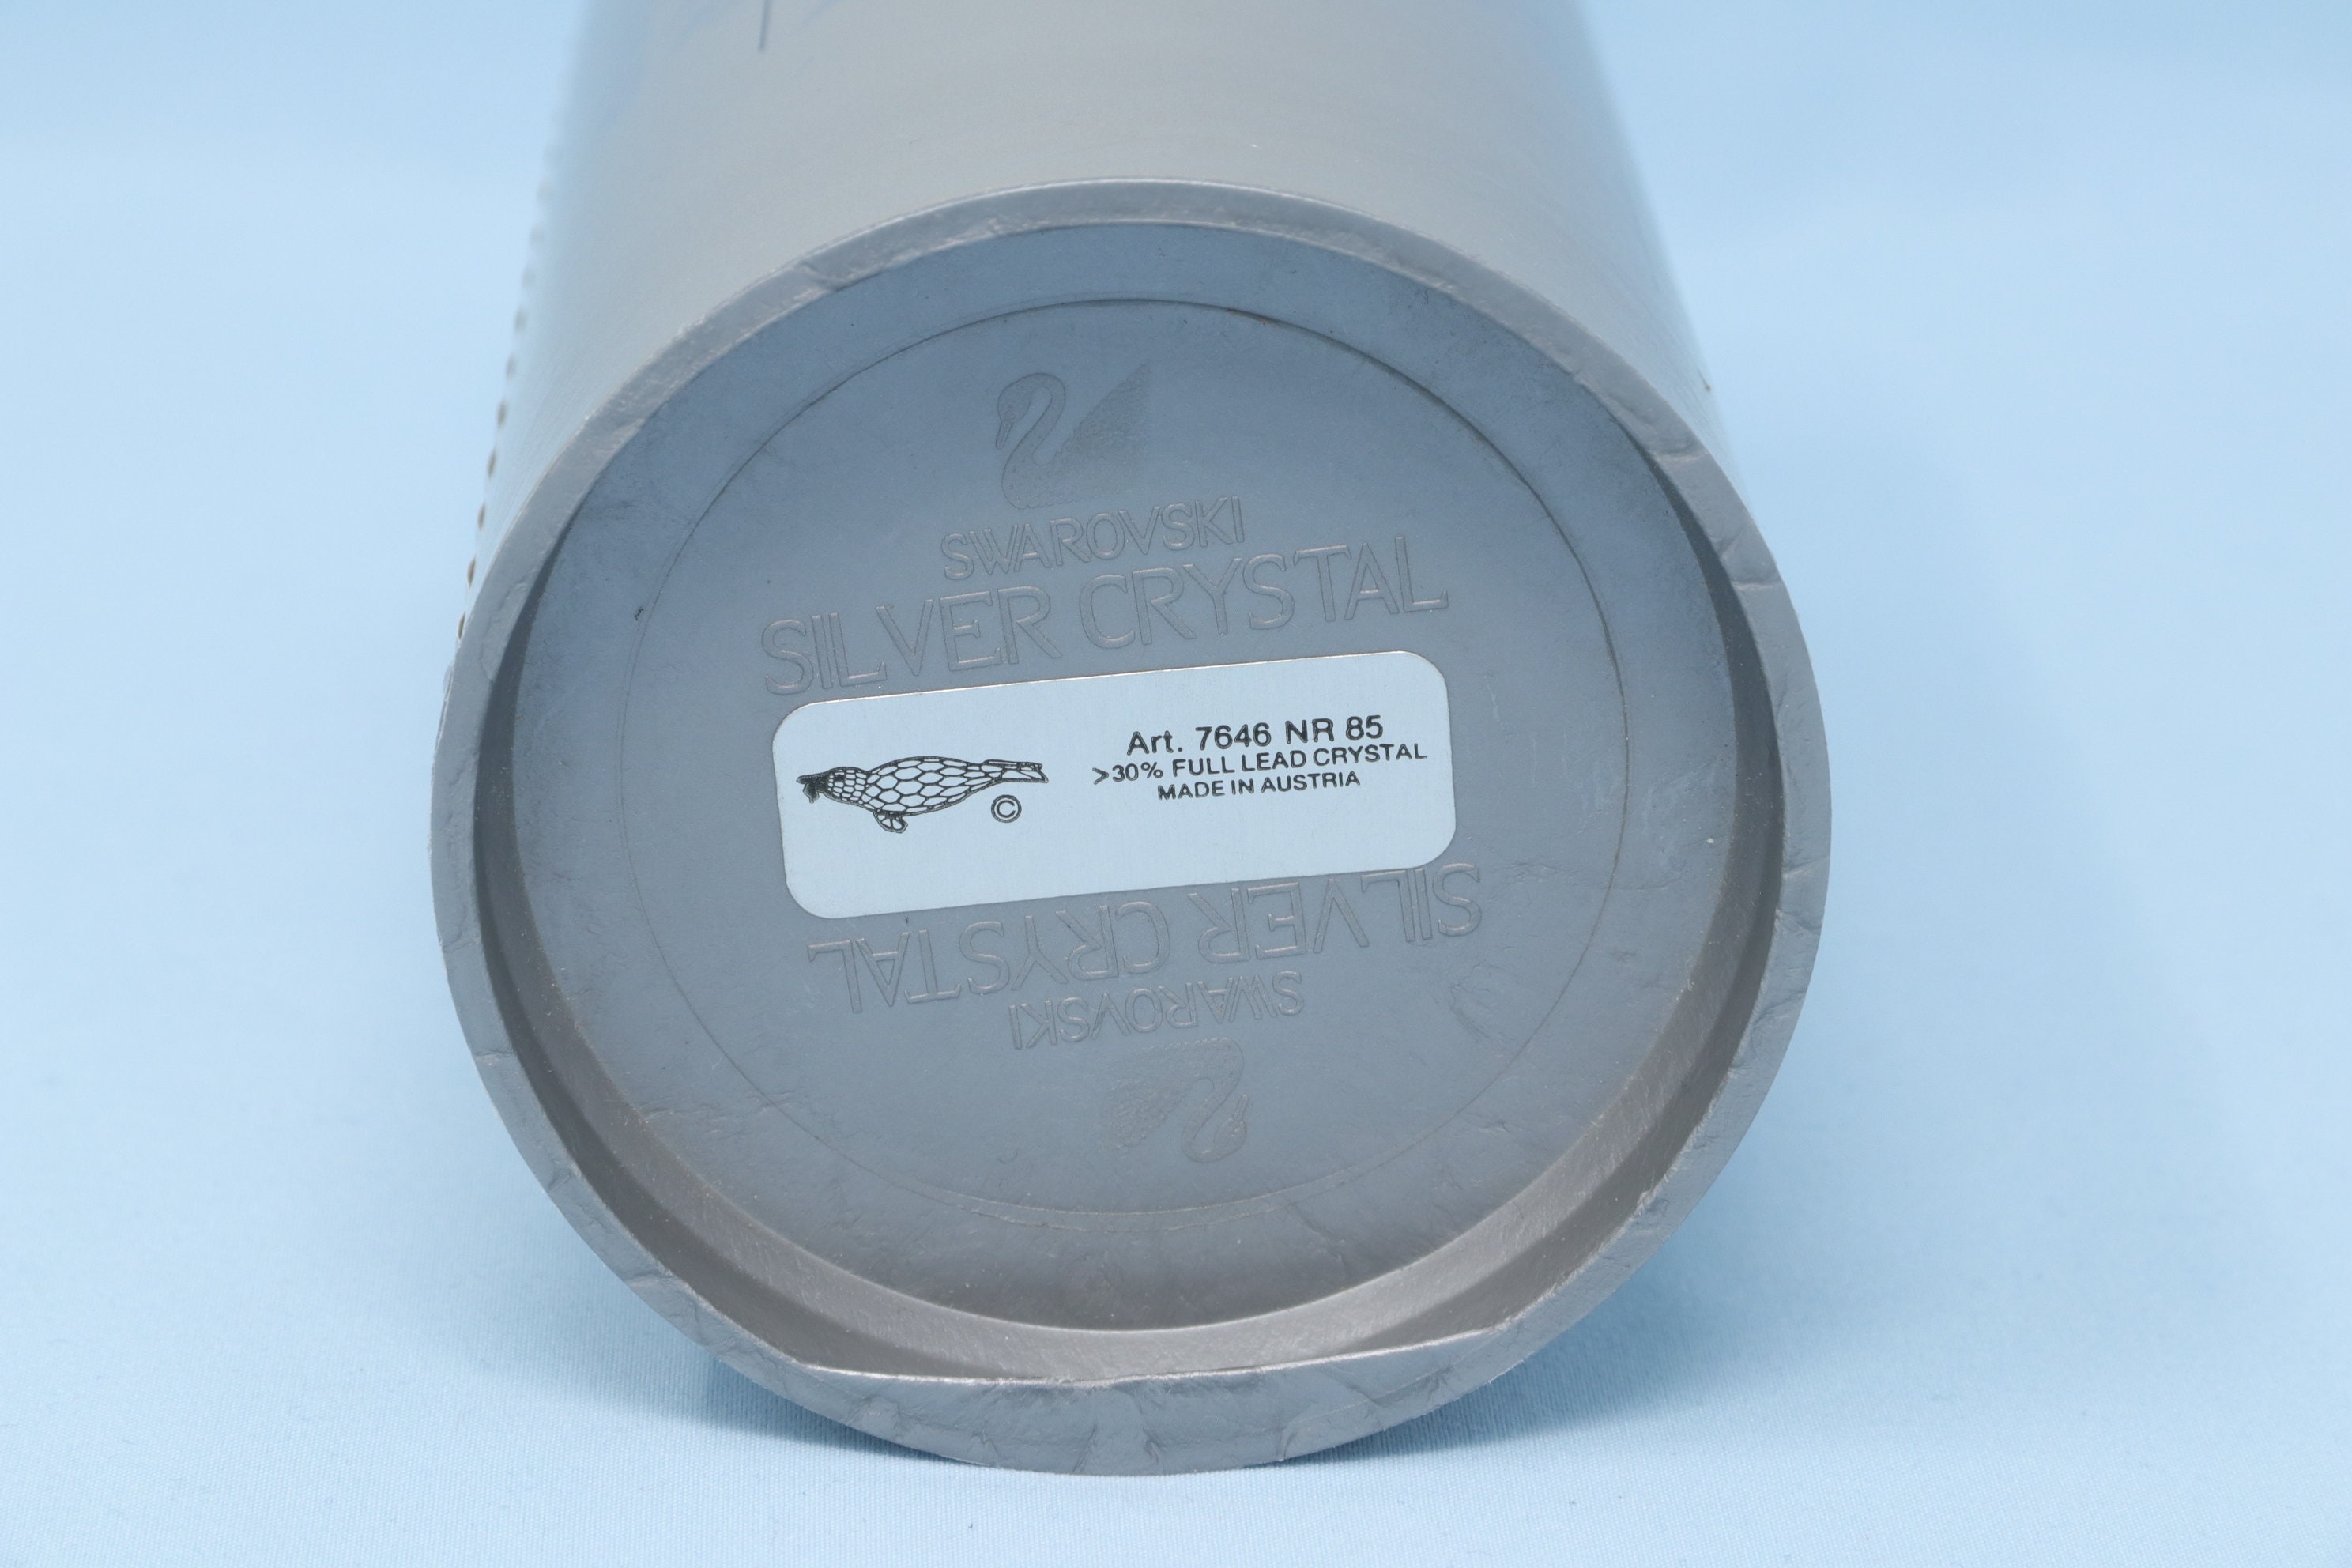 SWAROVSKI
SILVER CRYSTAL
Art. 7646 NR 85
>30% FULL LEAD CRYSTAL
MADE IN AUSTRIA
©
SILVER CRYSTAL
SWAROVSKI